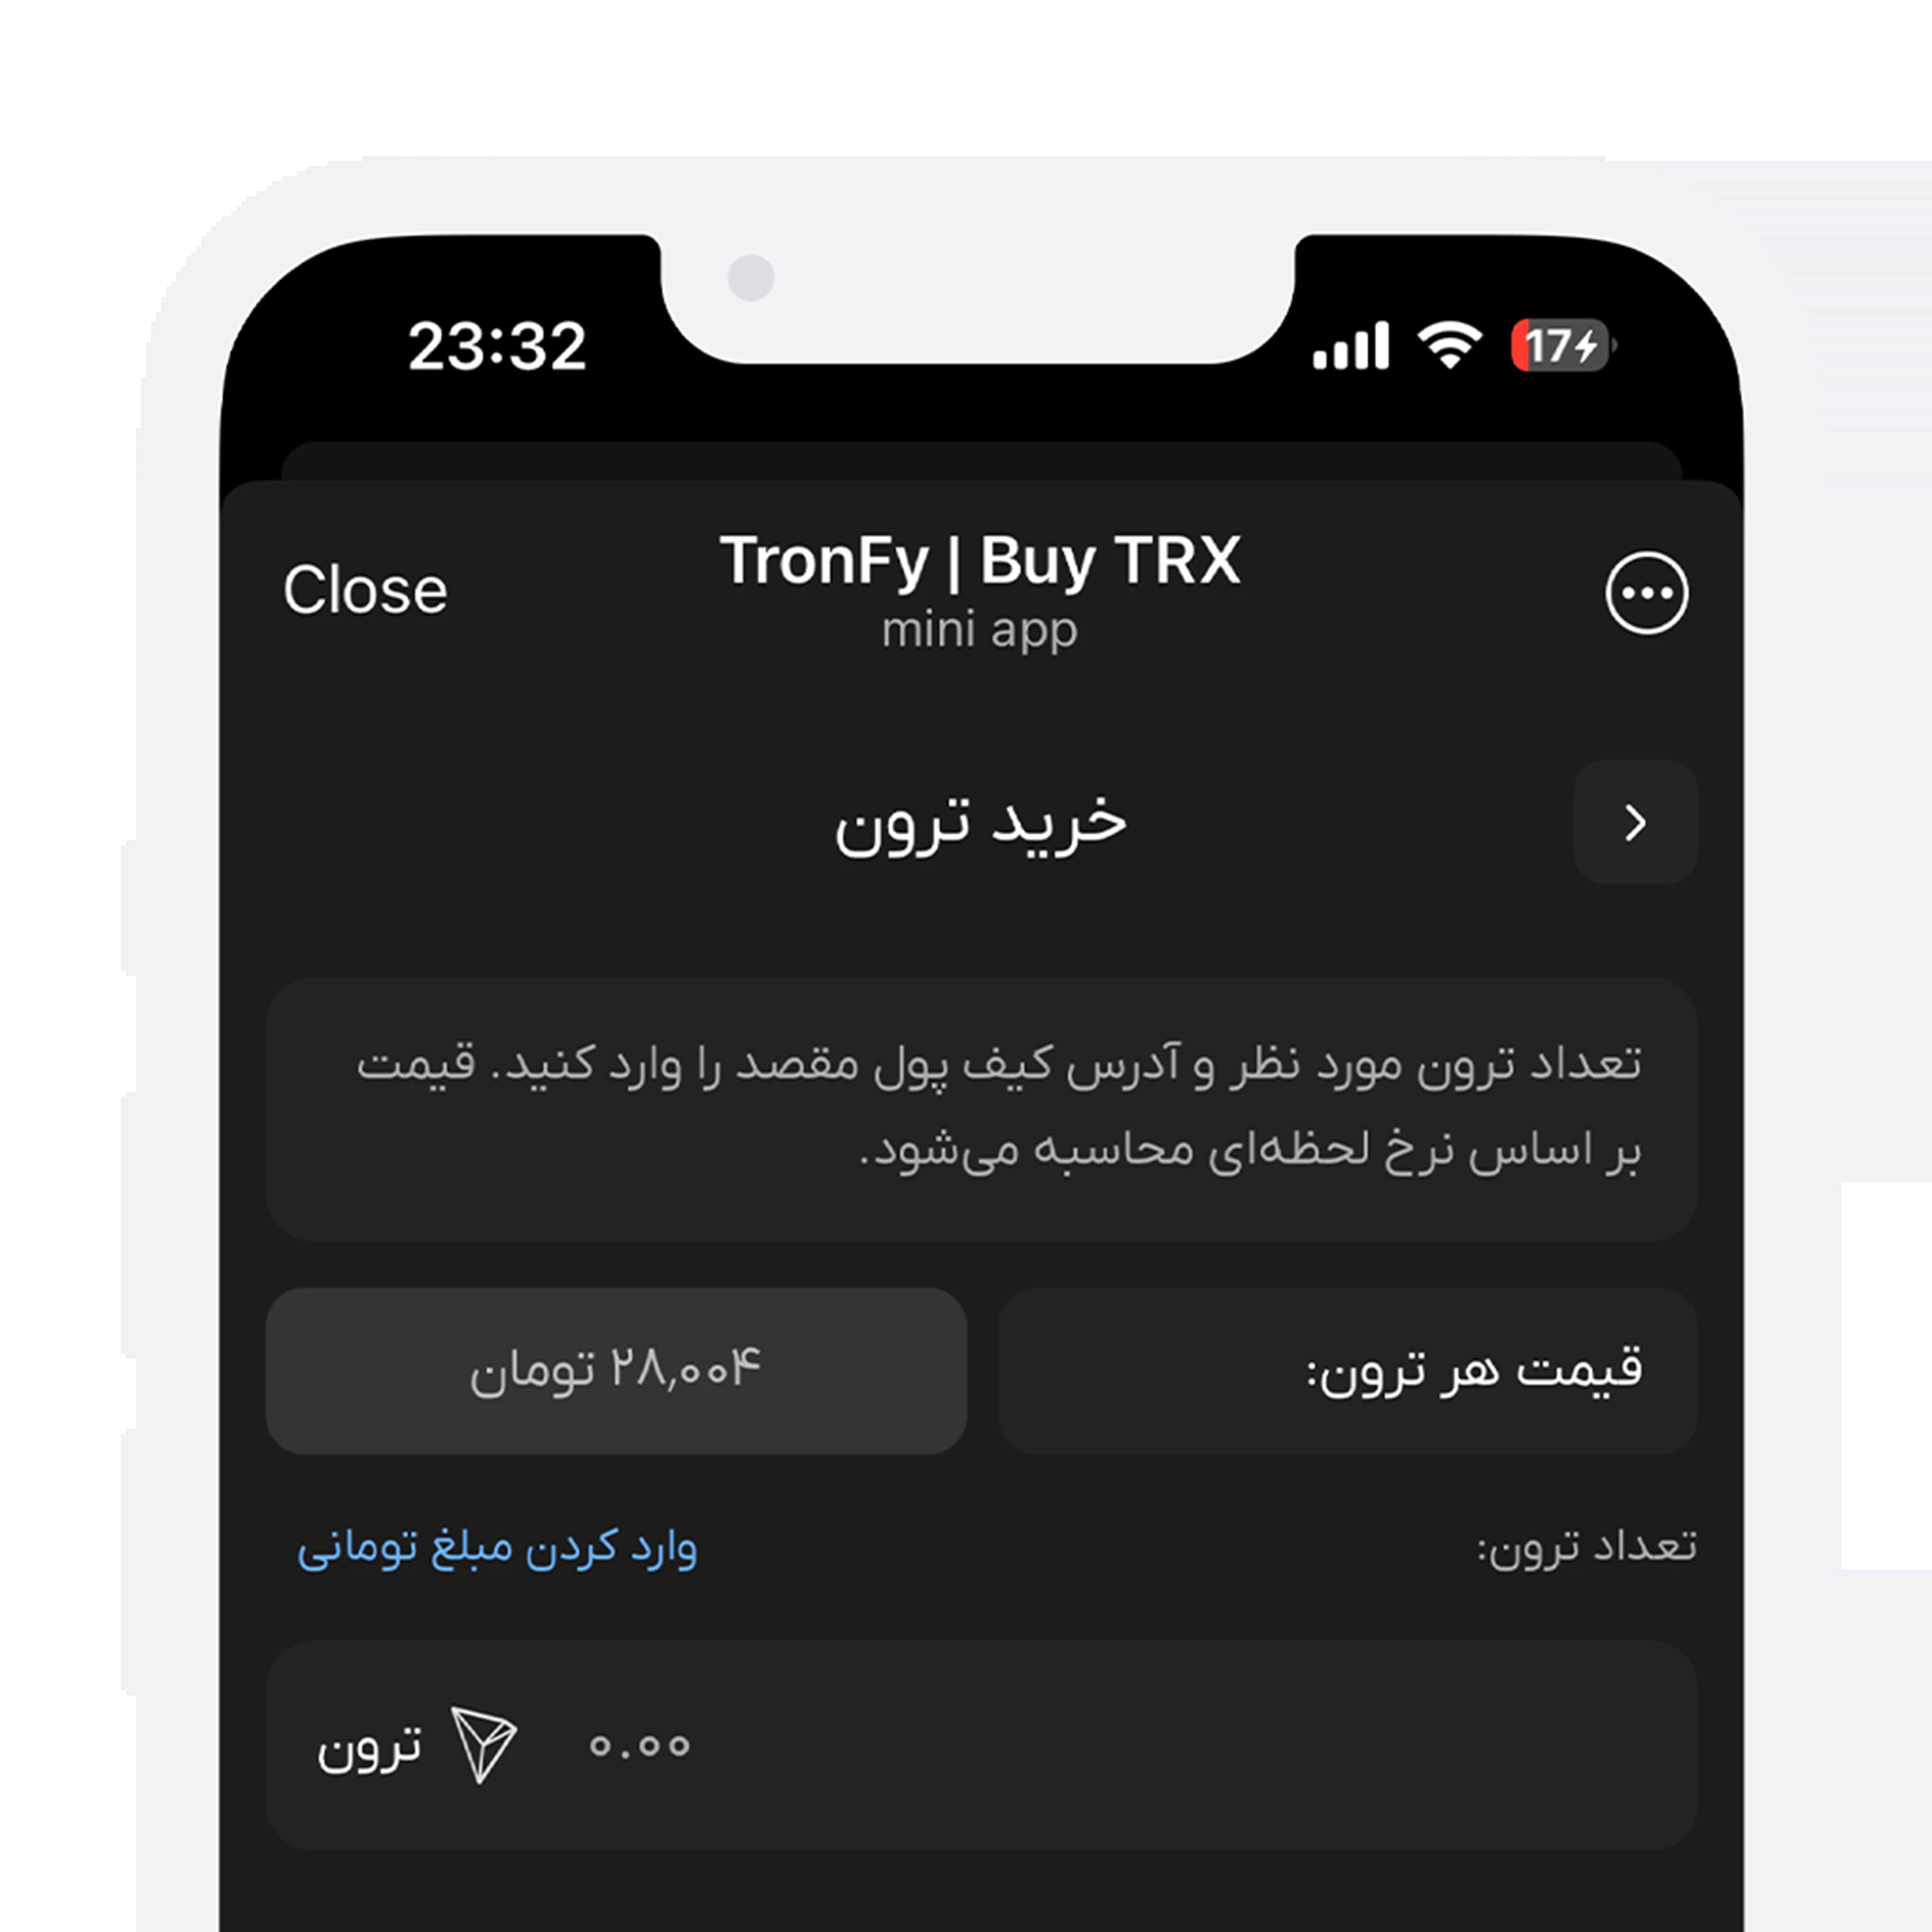 23:32
17
Close
TronFy | Buy TRX
mini app
خرید ترون
تعداد ترون مورد نظر و آدرس کیف پول مقصد را وارد کنید. قیمت
بر اساس نرخ لحظه‌ای محاسبه می‌شود.
قیمت هر ترون:
۲۸,۰۰۴ تومان
تعداد ترون:
وارد کردن مبلغ تومانی
۰.۰۰
ترون